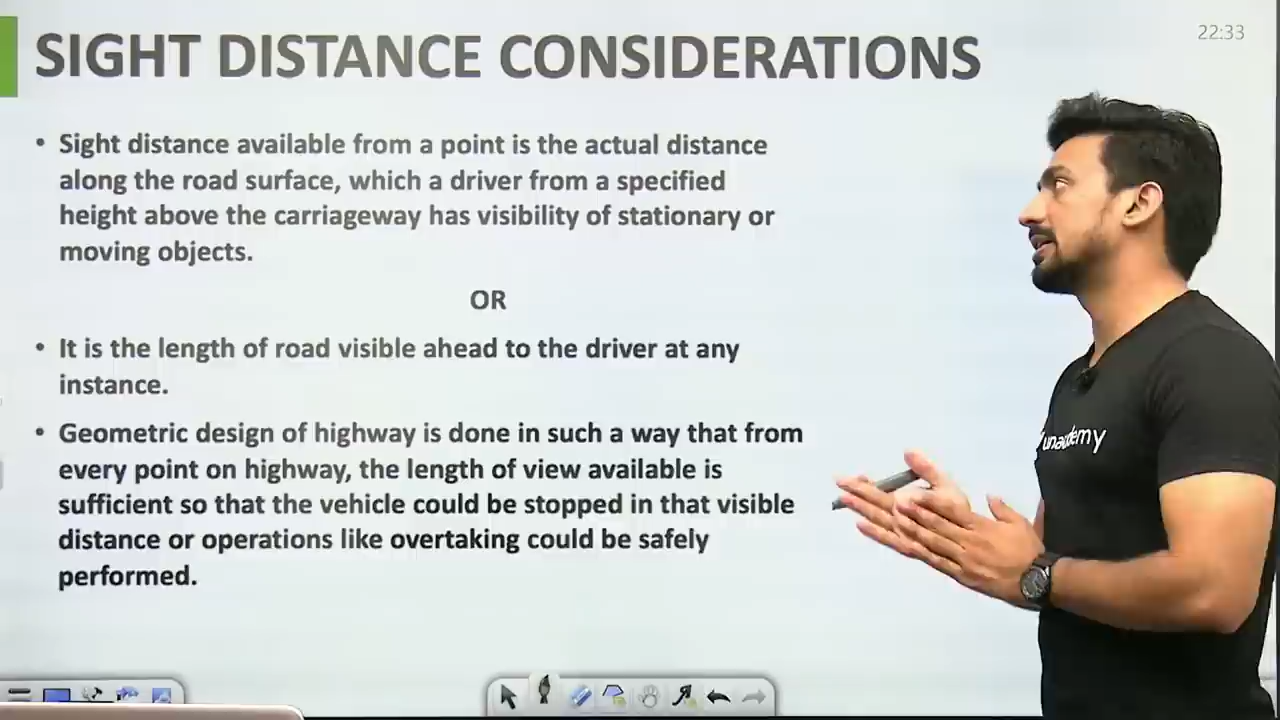 SIGHT DISTANCE CONSIDERATIONS
22:33
• Sight distance available from a point is the actual distance
along the road surface, which a driver from a specified
height above the carriageway has visibility of stationary or
moving objects.
OR
• It is the length of road visible ahead to the driver at any
instance.
• Geometric design of highway is done in such a way that from
every point on highway, the length of view available is
sufficient so that the vehicle could be stopped in that visible
distance or operations like overtaking could be safely
performed.
unacademy